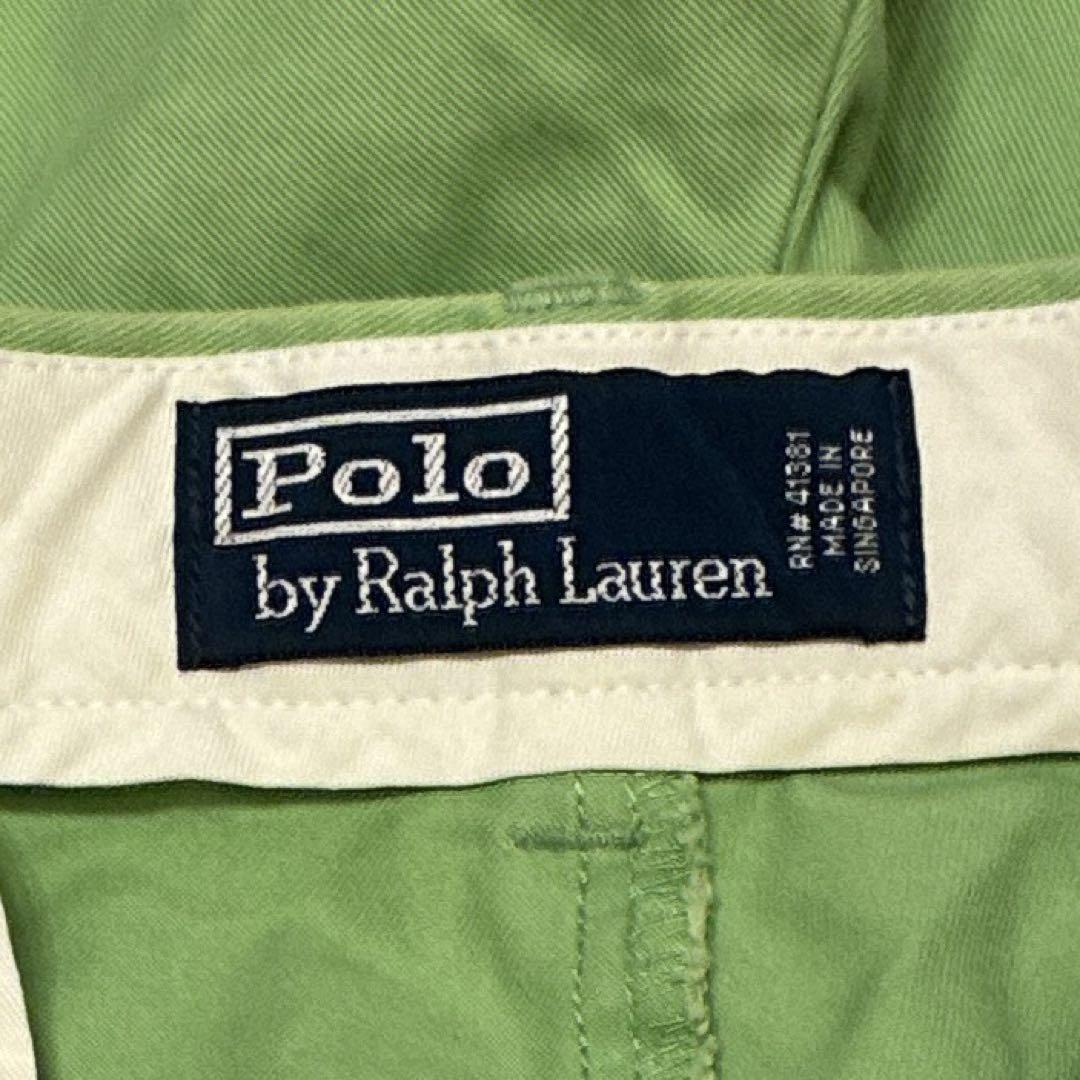 Polo
by Ralph Lauren
RN# 41381
MADE IN
SINGAPORE